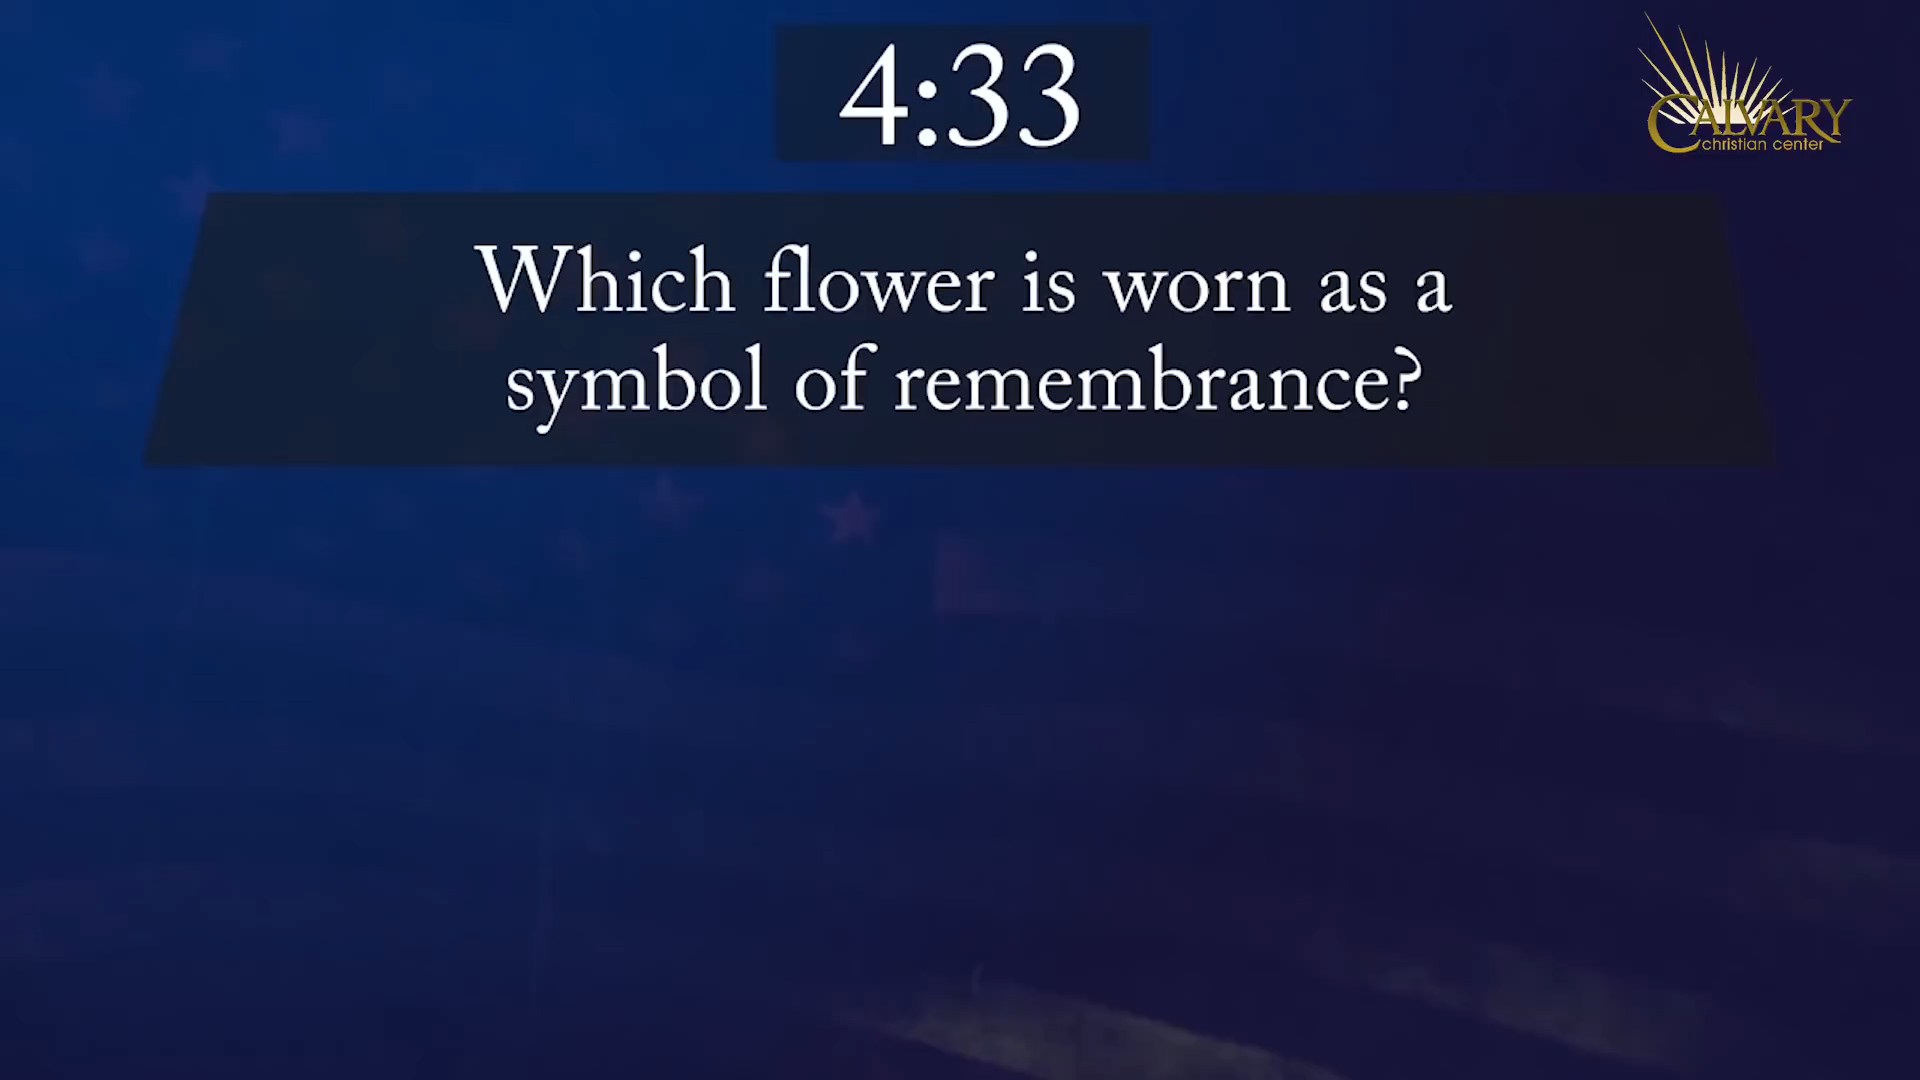 4:33
CALVARY
christian center
Which flower is worn as a
symbol of remembrance?